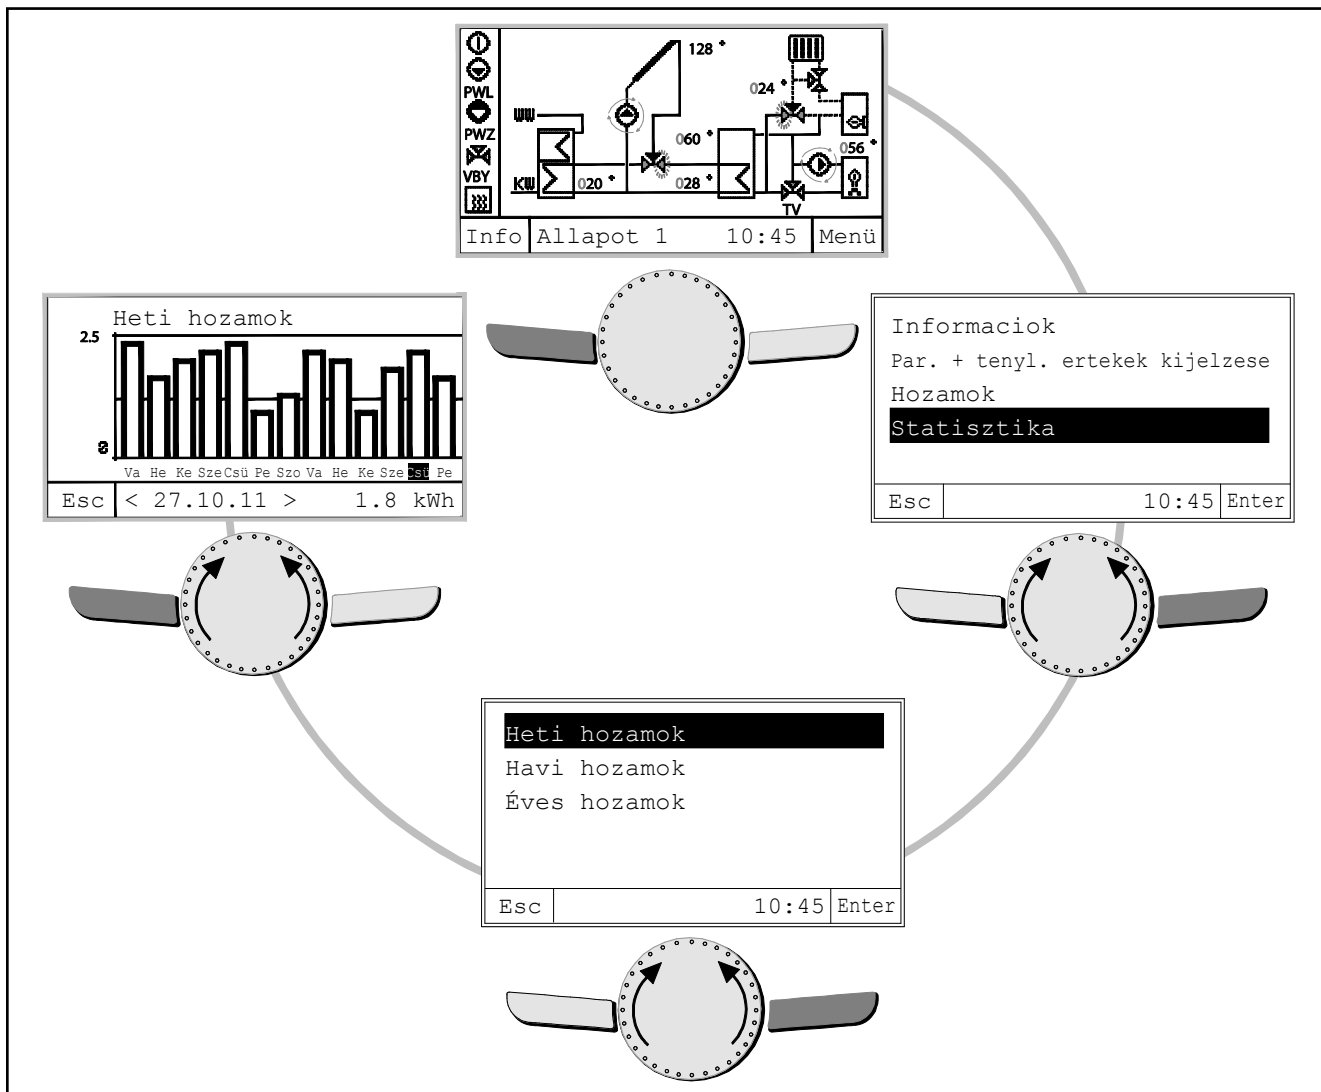 PWL
PWZ
VBY
WW
KW
128 °
024 °
060 °
056 °
020 °
028 °
TV
Info Allapot 1 10:45 Menü
Heti hozamok
2.5
0
Va He Ke Sze Csü Pe Szo Va He Ke Sze Csü Pe
Esc < 27.10.11 > 1.8 kWh
Informaciok
Par. + tenyl. ertekek kijelzese
Hozamok
Statisztika
Esc 10:45 Enter
Heti hozamok
Havi hozamok
Éves hozamok
Esc 10:45 Enter